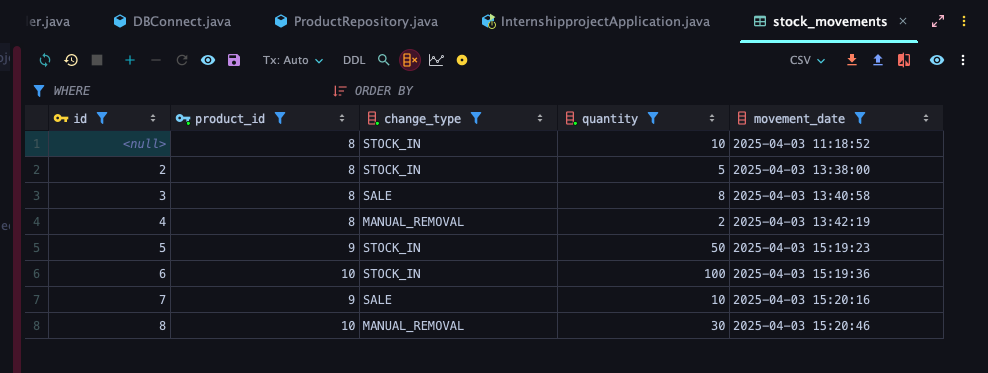 ler.java DBConnect.java ProductRepository.java InternshipprojectApplication.java stock_movements
Tx: Auto DDL CSV
WHERE ORDER BY
id product_id change_type quantity movement_date
1 <null> 8 STOCK_IN 10 2025-04-03 11:18:52
2 2 8 STOCK_IN 5 2025-04-03 13:38:00
3 3 8 SALE 8 2025-04-03 13:40:58
4 4 8 MANUAL_REMOVAL 2 2025-04-03 13:42:19
5 5 9 STOCK_IN 50 2025-04-03 15:19:23
6 6 10 STOCK_IN 100 2025-04-03 15:19:36
7 7 9 SALE 10 2025-04-03 15:20:16
8 8 10 MANUAL_REMOVAL 30 2025-04-03 15:20:46